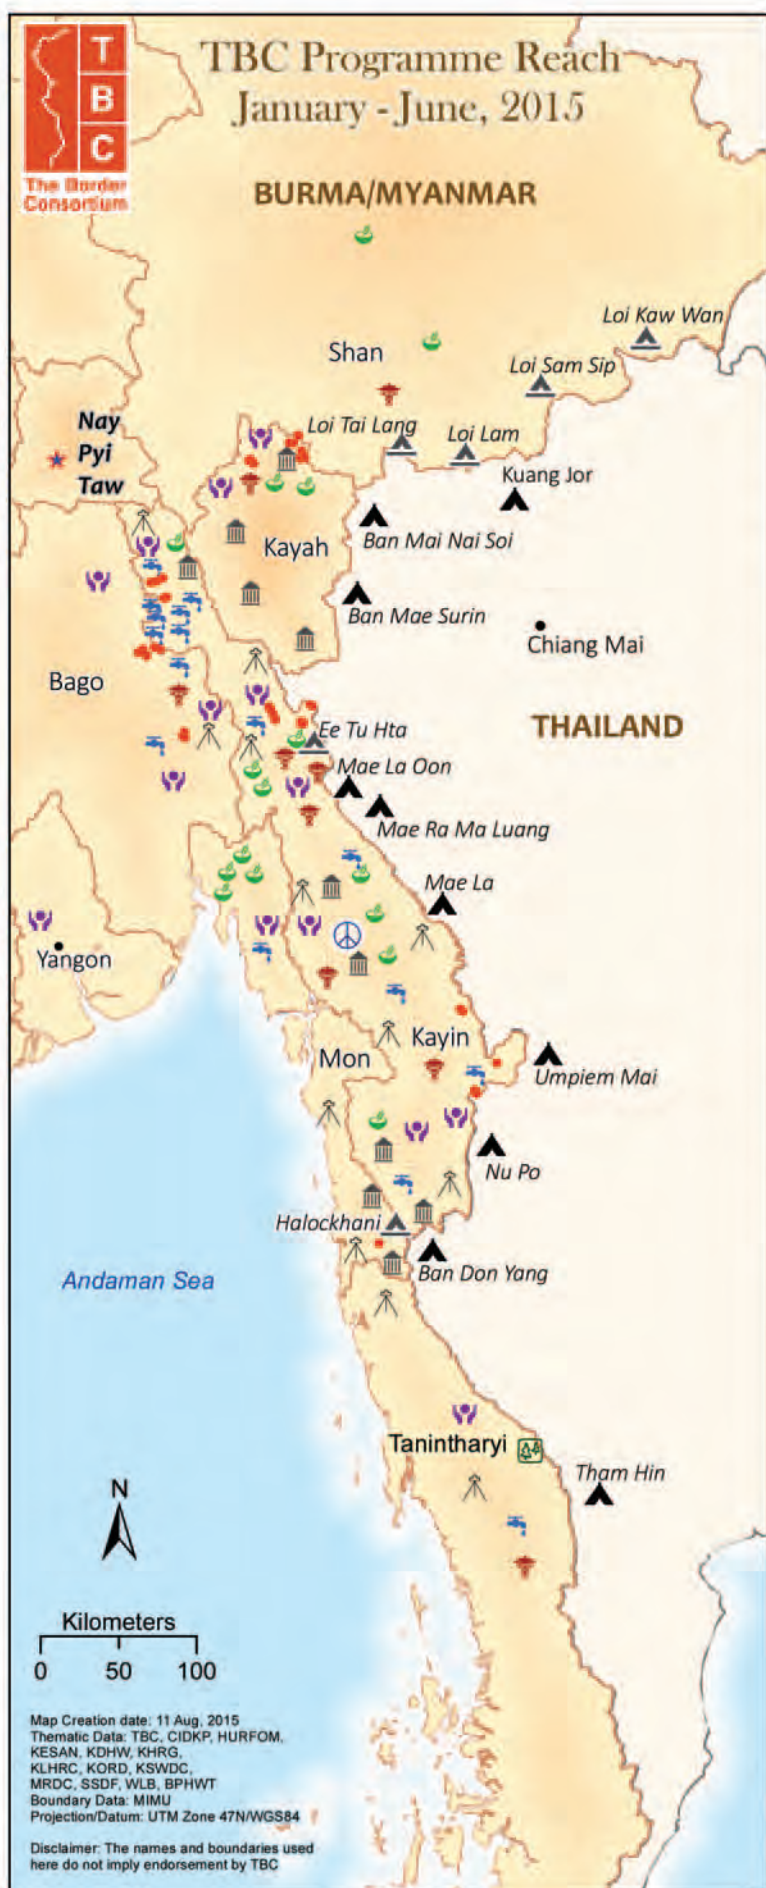 T
B
C
The Border
Consortium
TBC Programme Reach
January - June, 2015
BURMA/MYANMAR
Loi Kaw Wan
Shan
Loi Sam Sip
Nay
Pyi
Taw
Loi Tai Lang
Loi Lam
Kuang Jor
Kayah
Ban Mai Nai Soi
Ban Mae Surin
Chiang Mai
Bago
THAILAND
Ee Tu Hta
Mae La Oon
Mae Ra Ma Luang
Mae La
Yangon
Kayin
Mon
Umpiem Mai
Nu Po
Halockhani
Ban Don Yang
Andaman Sea
Tanintharyi
Tham Hin
N
Kilometers
0 50 100
Map Creation date: 11 Aug, 2015
Thematic Data: TBC, CIDKP, HURFOM,
KESAN, KDHW, KHRG,
KLHRC, KORD, KSWDC,
MRDC, SSDF, WLB, BPHWT
Boundary Data: MIMU
Projection/Datum: UTM Zone 47N/WGS84
Disclaimer: The names and boundaries used
here do not imply endorsement by TBC